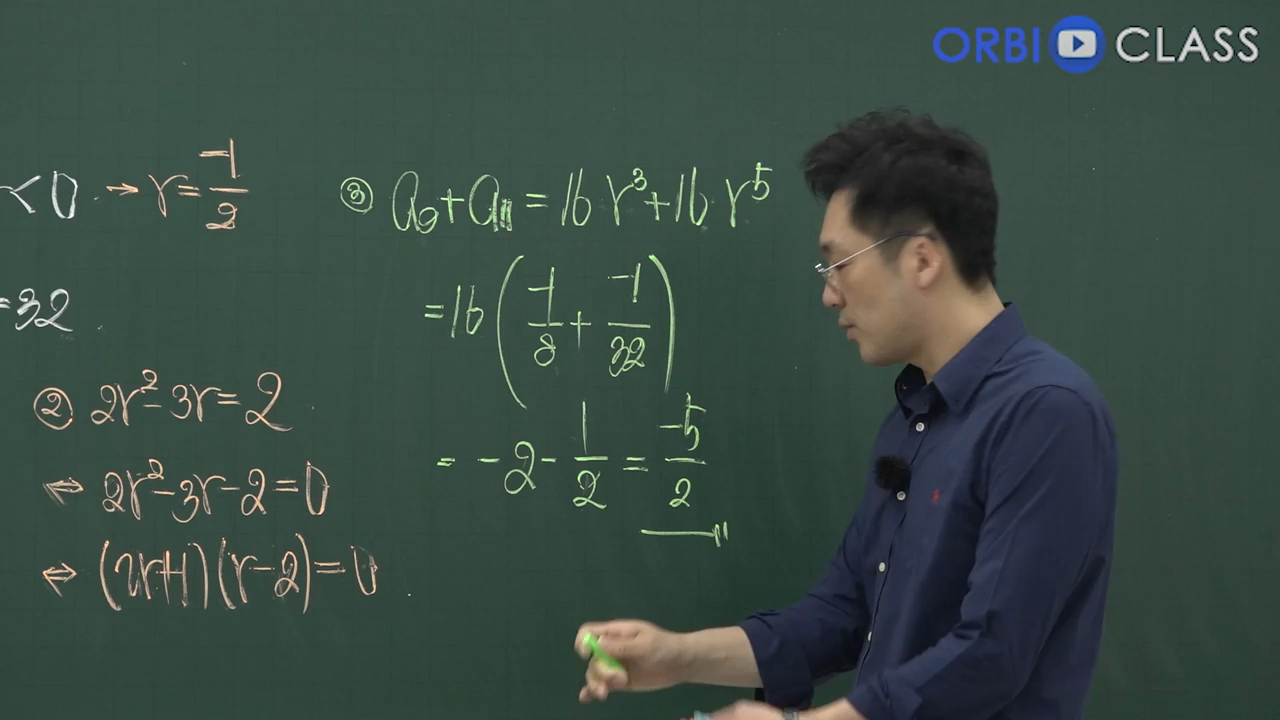 ORBI CLASS
<0 → r = -1/2
=32
② 2r²-3r=2
⇔ 2r²-3r-2=0
⇔ (2r+1)(r-2)=0
③ a₉+a₁₁=16r³+16r⁵
=16(-1/8+-1/32)
= -2-1/2=-5/2